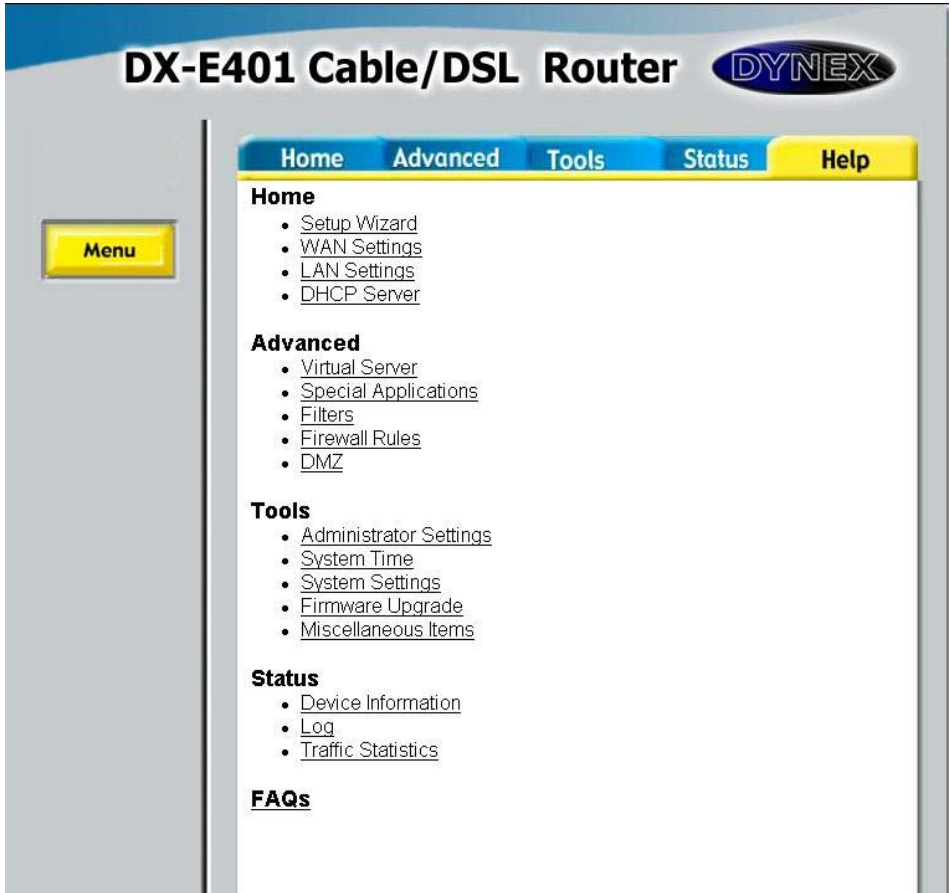 DX-E401 Cable/DSL Router DYNEX
Home Advanced Tools Status Help
Menu
Home
Setup Wizard
WAN Settings
LAN Settings
DHCP Server
Advanced
Virtual Server
Special Applications
Filters
Firewall Rules
DMZ
Tools
Administrator Settings
System Time
System Settings
Firmware Upgrade
Miscellaneous Items
Status
Device Information
Log
Traffic Statistics
FAQs